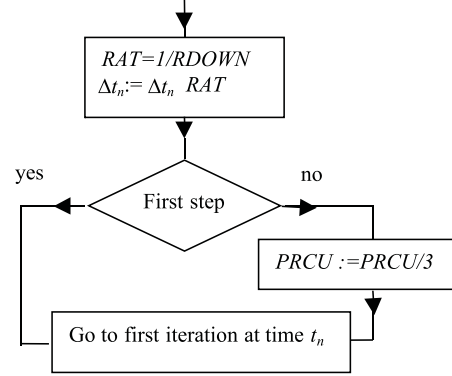 RAT=1/RDOWN
Δtn:= Δtn RAT
yes
no
First step
PRCU :=PRCU/3
Go to first iteration at time tn